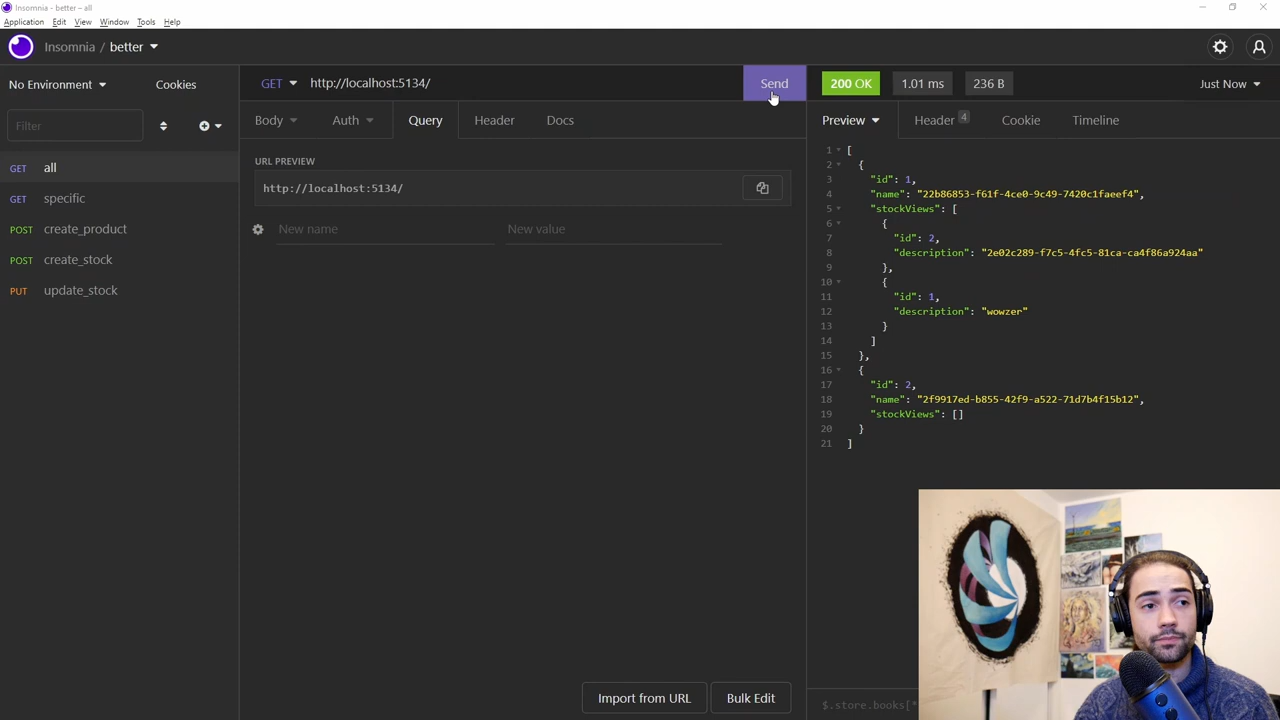 Insomnia - better – all
Application Edit View Window Tools Help
Insomnia / better
No Environment
Cookies
Filter
GET all
GET specific
POST create_product
POST create_stock
PUT update_stock
GET http://localhost:5134/
Send
Body Auth Query Header Docs
URL PREVIEW
http://localhost:5134/
New name New value
Import from URL Bulk Edit
200 OK 1.01 ms 236 B Just Now
Preview Header 4 Cookie Timeline
1 [
2 {
3 "id": 1,
4 "name": "22b86853-f61f-4ce0-9c49-7420c1faeef4",
5 "stockViews": [
6 {
7 "id": 2,
8 "description": "2e02c289-f7c5-4fc5-81ca-ca4f86a924aa"
9 },
10 {
11 "id": 1,
12 "description": "wowzer"
13 }
14 ]
15 },
16 {
17 "id": 2,
18 "name": "2f9917ed-b855-42f9-a522-71d7b4f15b12",
19 "stockViews": []
20 }
21 ]
$.store.books[*